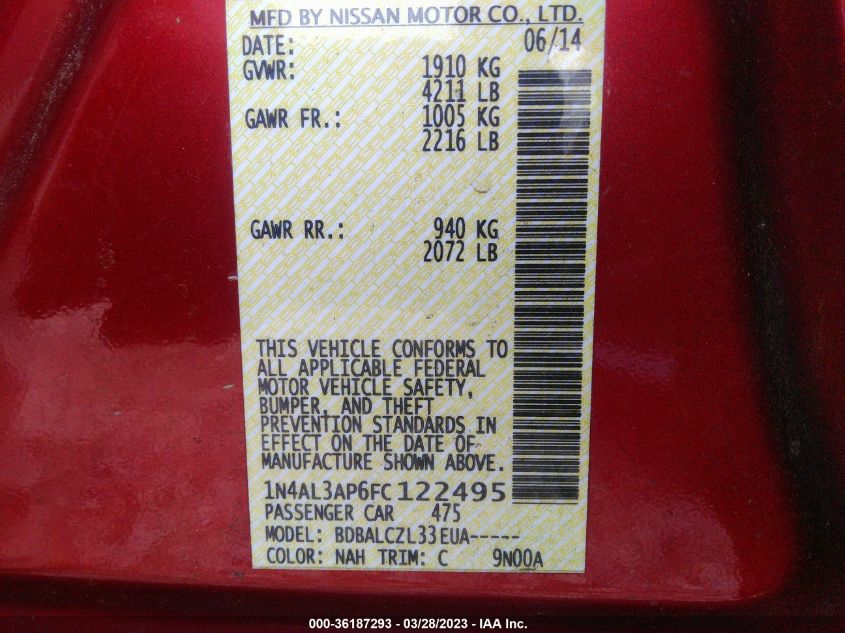 MFD BY NISSAN MOTOR CO., LTD.
DATE: 06/14
GVWR: 1910 KG
4211 LB
GAWR FR.: 1005 KG
2216 LB
GAWR RR.: 940 KG
2072 LB
THIS VEHICLE CONFORMS TO
ALL APPLICABLE FEDERAL
MOTOR VEHICLE SAFETY,
BUMPER, AND THEFT
PREVENTION STANDARDS IN
EFFECT ON THE DATE OF
MANUFACTURE SHOWN ABOVE.
1N4AL3AP6FC122495
PASSENGER CAR 475
MODEL: BDBALCZL33EUA-----
COLOR: NAH TRIM: C 9N00A
000-36187293 - 03/28/2023 - IAA Inc.